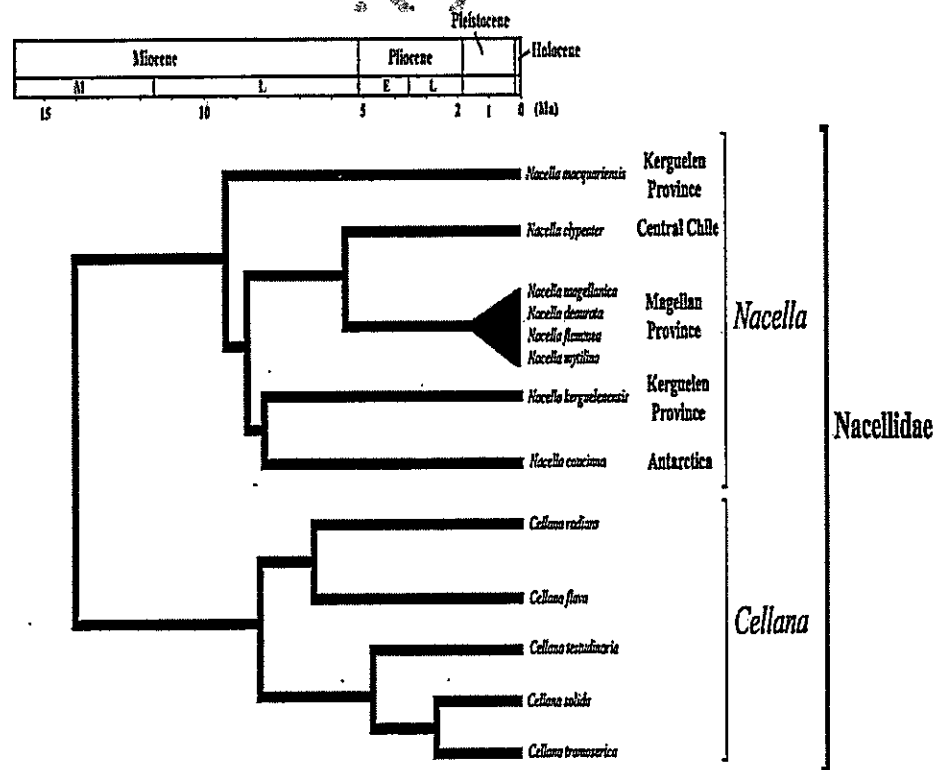 Pleistocene
Miocene
Pliocene
Holocene
M
L
E
L
15
10
5
2
1
0
(Ma)
Nacella macquariensis
Kerguelen
Province
Nacella clypeater
Central Chile
Nacella magellanica
Nacella deaurata
Nacella flammea
Nacella mytilina
Magellan
Province
Nacella
Nacella kerguelenensis
Kerguelen
Province
Nacellidae
Nacella concinna
Antarctica
Cellana radians
Cellana flava
Cellana
Cellana testudinaria
Cellana solida
Cellana tramoserica